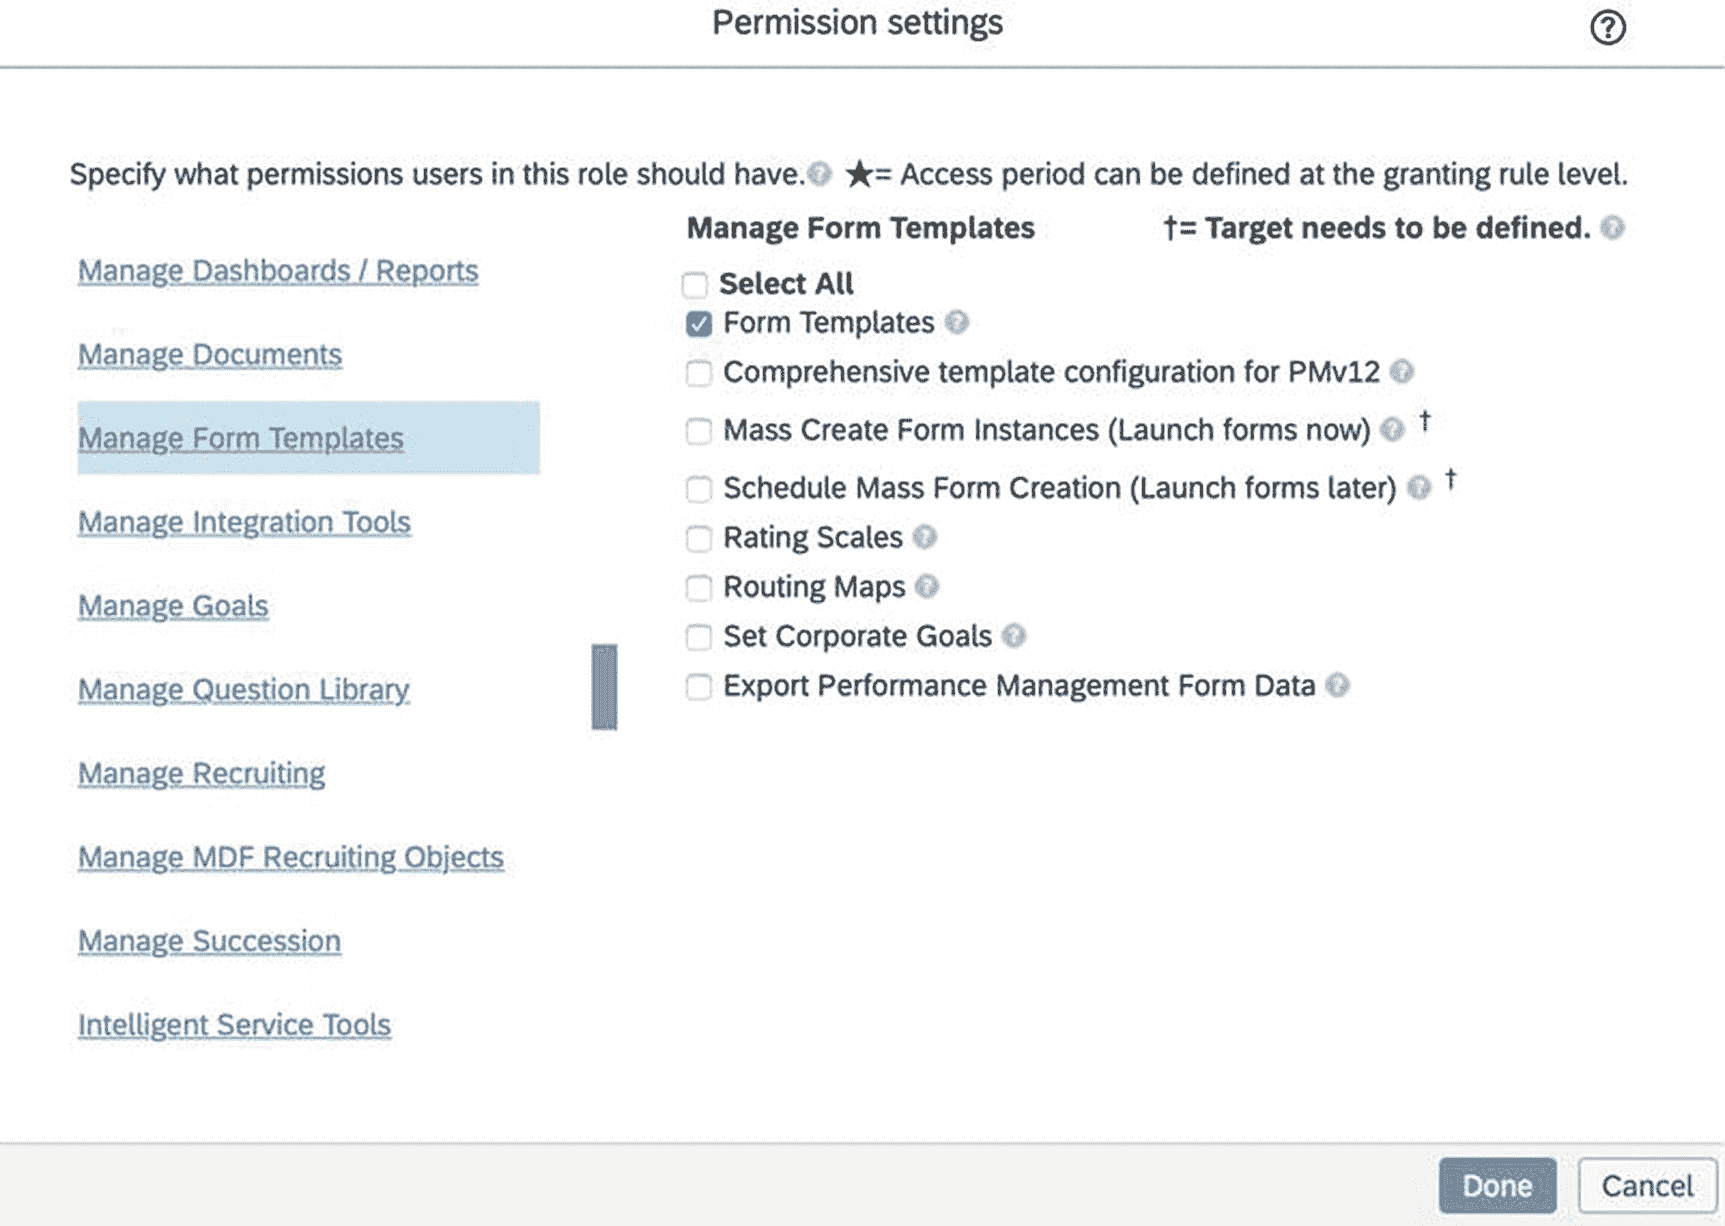 Permission settings
Specify what permissions users in this role should have. ★= Access period can be defined at the granting rule level.
Manage Form Templates †= Target needs to be defined.
Manage Dashboards / Reports
Manage Documents
Manage Form Templates
Manage Integration Tools
Manage Goals
Manage Question Library
Manage Recruiting
Manage MDF Recruiting Objects
Manage Succession
Intelligent Service Tools
Select All
Form Templates
Comprehensive template configuration for PMv12
Mass Create Form Instances (Launch forms now) †
Schedule Mass Form Creation (Launch forms later) †
Rating Scales
Routing Maps
Set Corporate Goals
Export Performance Management Form Data
Done
Cancel